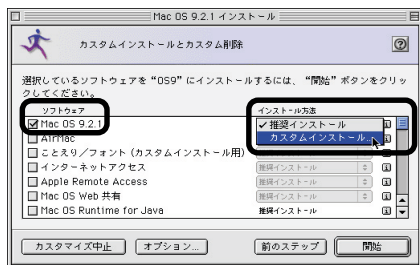 Mac OS 9.2.1 インストール
カスタムインストールとカスタム削除
選択しているソフトウェアを “OS9” にインストールするには、 “開始” ボタンをクリックしてください。
ソフトウェア インストール方法
Mac OS 9.2.1 推奨インストール
カスタムインストール...
AirMac
ことえり／フォント（カスタムインストール用） 推奨インストール
インターネットアクセス 推奨インストール
Apple Remote Access 推奨インストール
Mac OS Web 共有 推奨インストール
Mac OS Runtime for Java 推奨インストール
カスタマイズ中止 オプション... 前のステップ 開始